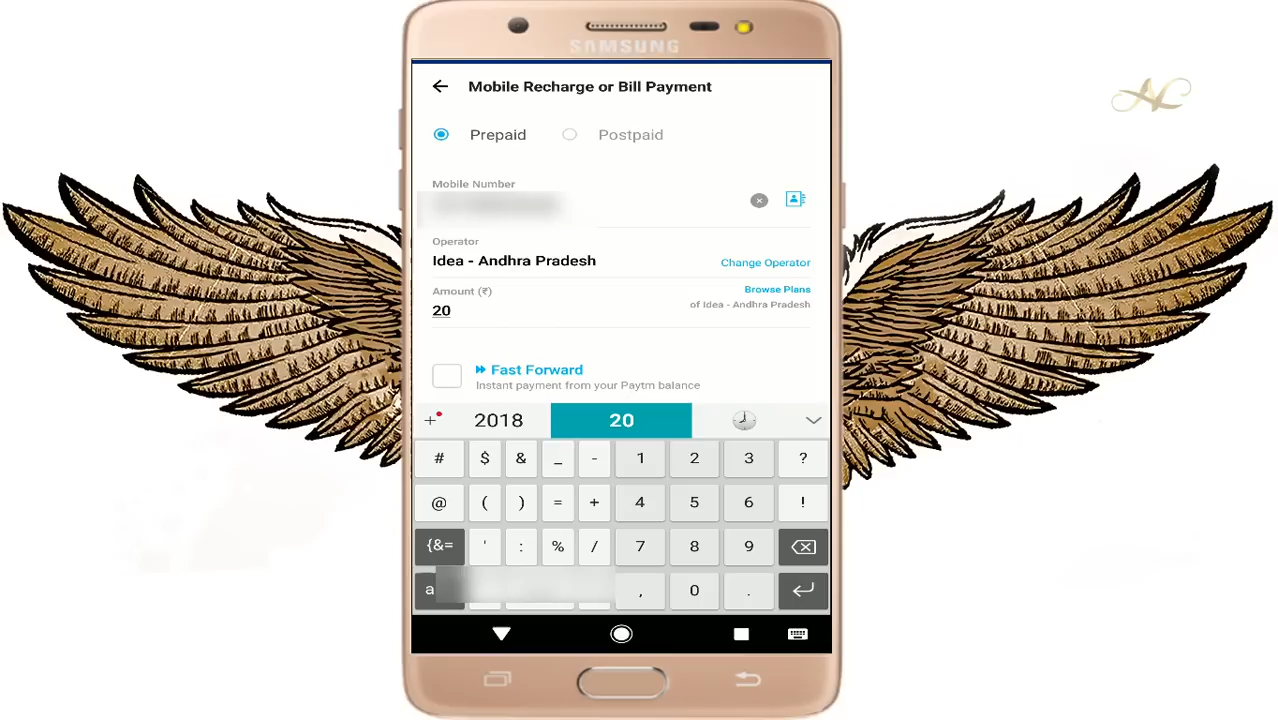 SAMSUNG
Mobile Recharge or Bill Payment
Prepaid Postpaid
Mobile Number
Operator
Idea - Andhra Pradesh Change Operator
Amount (₹) Browse Plans
of Idea - Andhra Pradesh
20
Fast Forward
Instant payment from your Paytm balance
+ 2018 20
# $ & _ - 1 2 3 ?
@ ( ) = + 4 5 6 !
{&= ' : % / 7 8 9
a , 0 .
AC